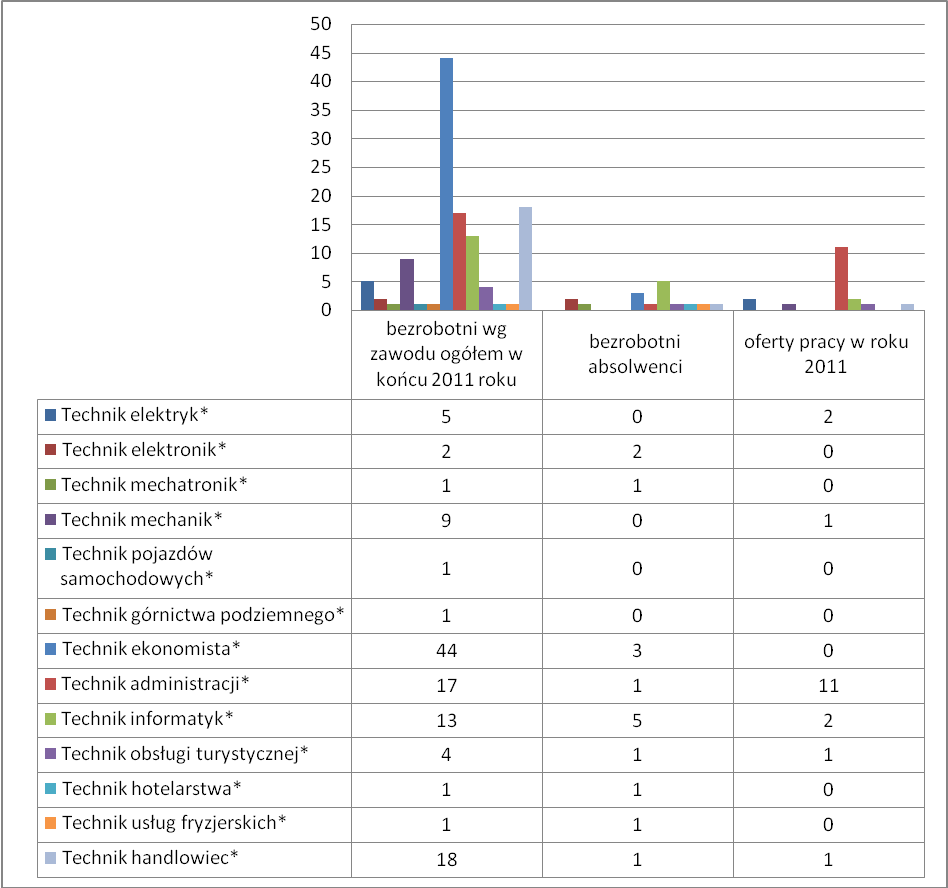 50
45
40
35
30
25
20
15
10
5
0
bezrobotni wg
zawodu ogółem w
końcu 2011 roku
bezrobotni
absolwenci
oferty pracy w roku
2011
Technik elektryk* 5 0 2
Technik elektronik* 2 2 0
Technik mechatronik* 1 1 0
Technik mechanik* 9 0 1
Technik pojazdów
samochodowych* 1 0 0
Technik górnictwa podziemnego* 1 0 0
Technik ekonomista* 44 3 0
Technik administracji* 17 1 11
Technik informatyk* 13 5 2
Technik obsługi turystycznej* 4 1 1
Technik hotelarstwa* 1 1 0
Technik usług fryzjerskich* 1 1 0
Technik handlowiec* 18 1 1